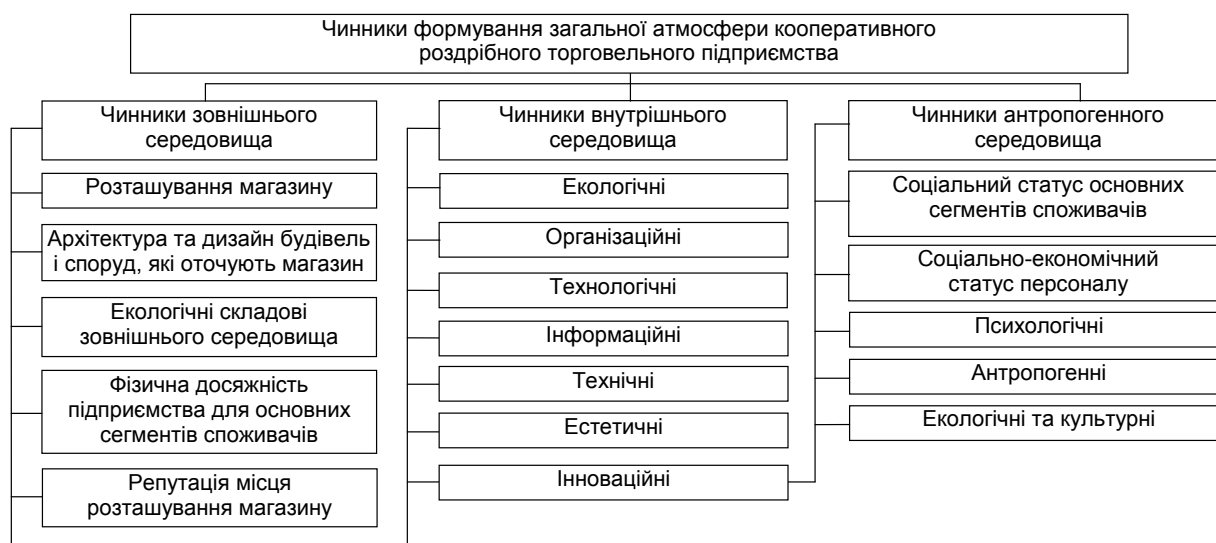 Чинники формування загальної атмосфери кооперативного
роздрібного торговельного підприємства
Чинники зовнішнього
середовища
Розташування магазину
Архітектура та дизайн будівель
і споруд, які оточують магазин
Екологічні складові
зовнішнього середовища
Фізична досяжність
підприємства для основних
сегментів споживачів
Репутація місця
розташування магазину
Чинники внутрішнього
середовища
Екологічні
Організаційні
Технологічні
Інформаційні
Технічні
Естетичні
Інноваційні
Чинники антропогенного
середовища
Соціальний статус основних
сегментів споживачів
Соціально-економічний
статус персоналу
Психологічні
Антропогенні
Екологічні та культурні